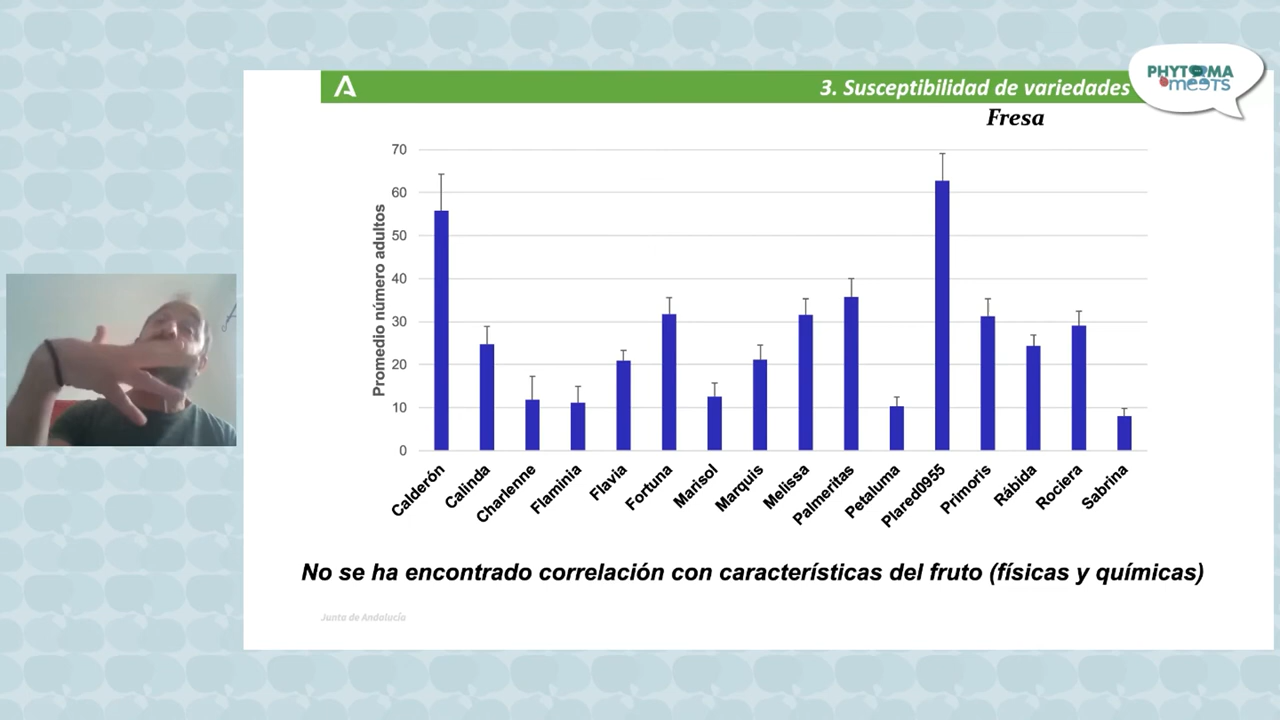 3. Susceptibilidad de variedades
PHYTOMA
meets
Fresa
Promedio número adultos
70
60
50
40
30
20
10
0
Calderón
Calinda
Charlenne
Flaminia
Flavia
Fortuna
Marisol
Marquis
Melissa
Palmeritas
Petaluma
Plared0955
Primoris
Rábida
Rociera
Sabrina
No se ha encontrado correlación con características del fruto (físicas y químicas)
Junta de Andalucía